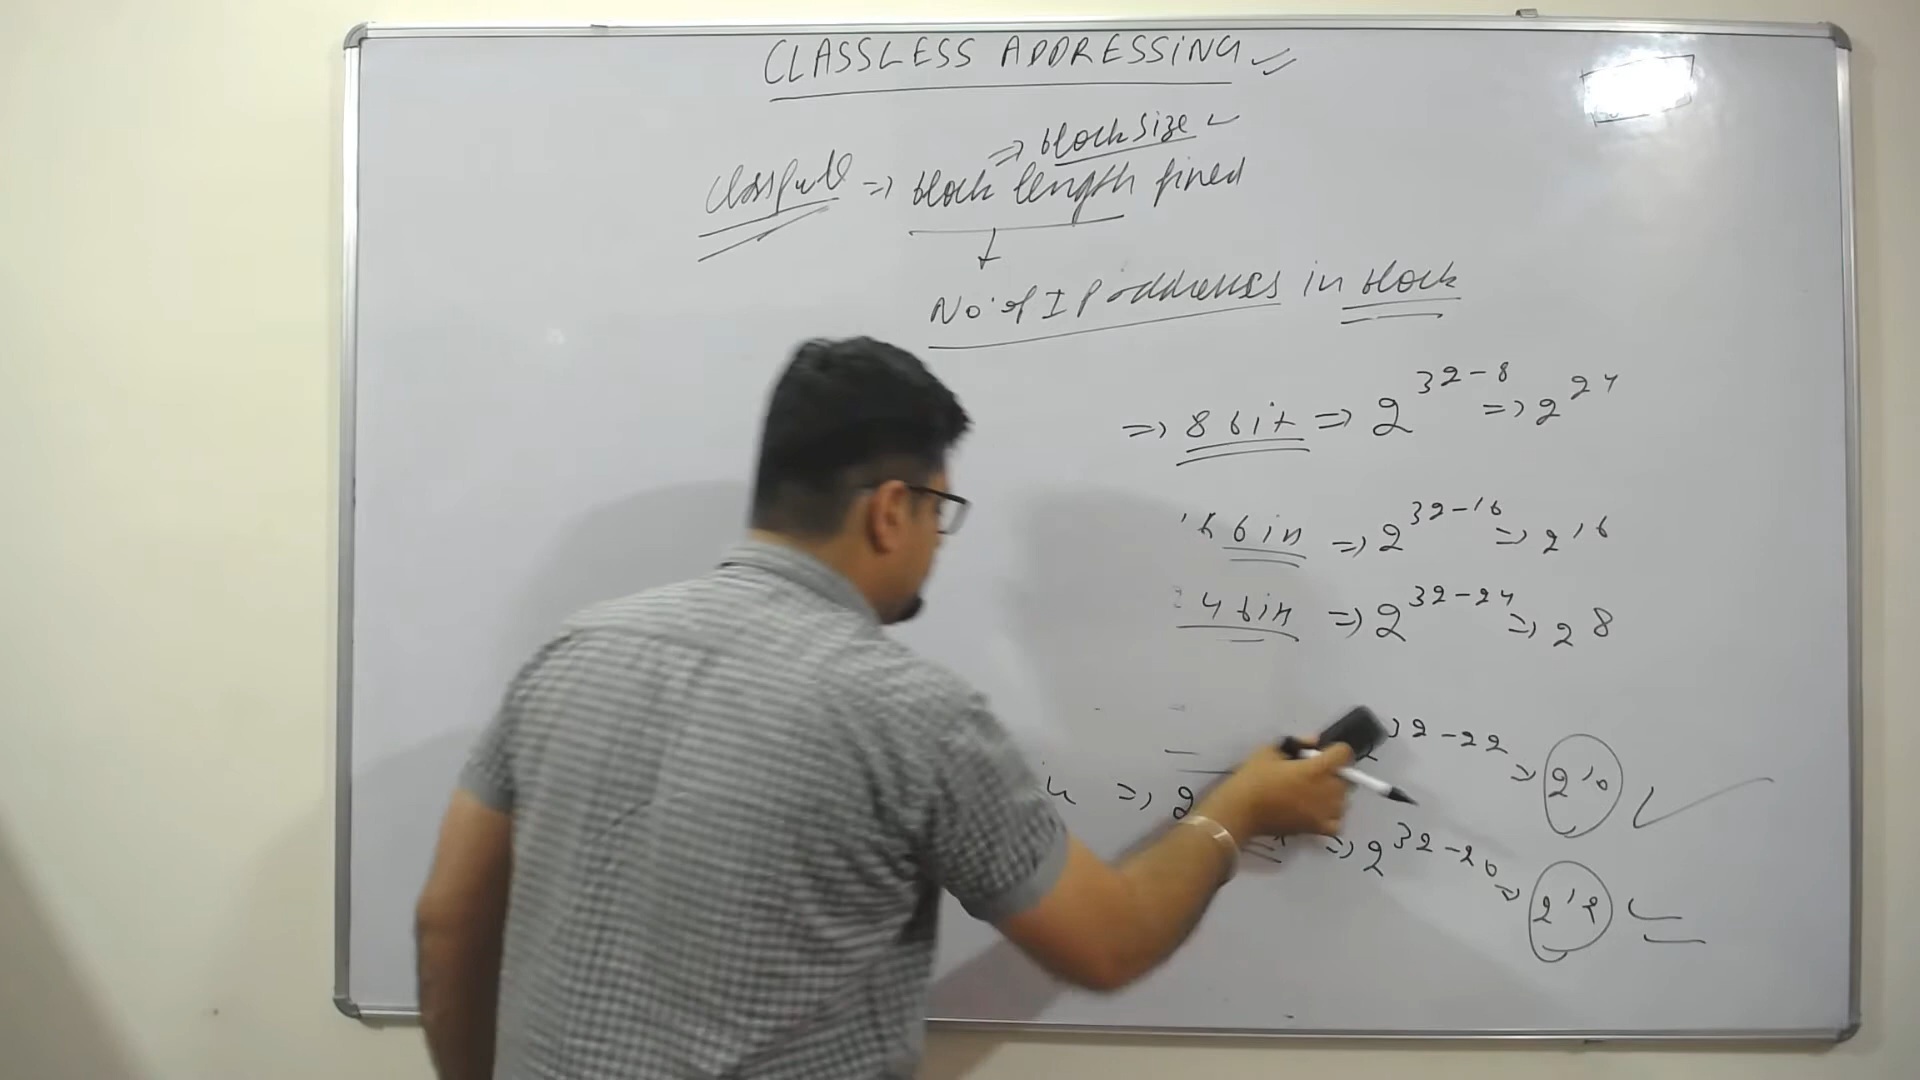 CLASSLESS ADDRESSING
=> block size
classful => block length fixed
No. of IP addresses in block
=> 8 bit => 2^32-8 => 2^24
16 bit => 2^32-16 => 2^16
24 bit => 2^32-24 => 2^8
32-22 => 2^10
=> 2
=> 2^32-20 => 2^12